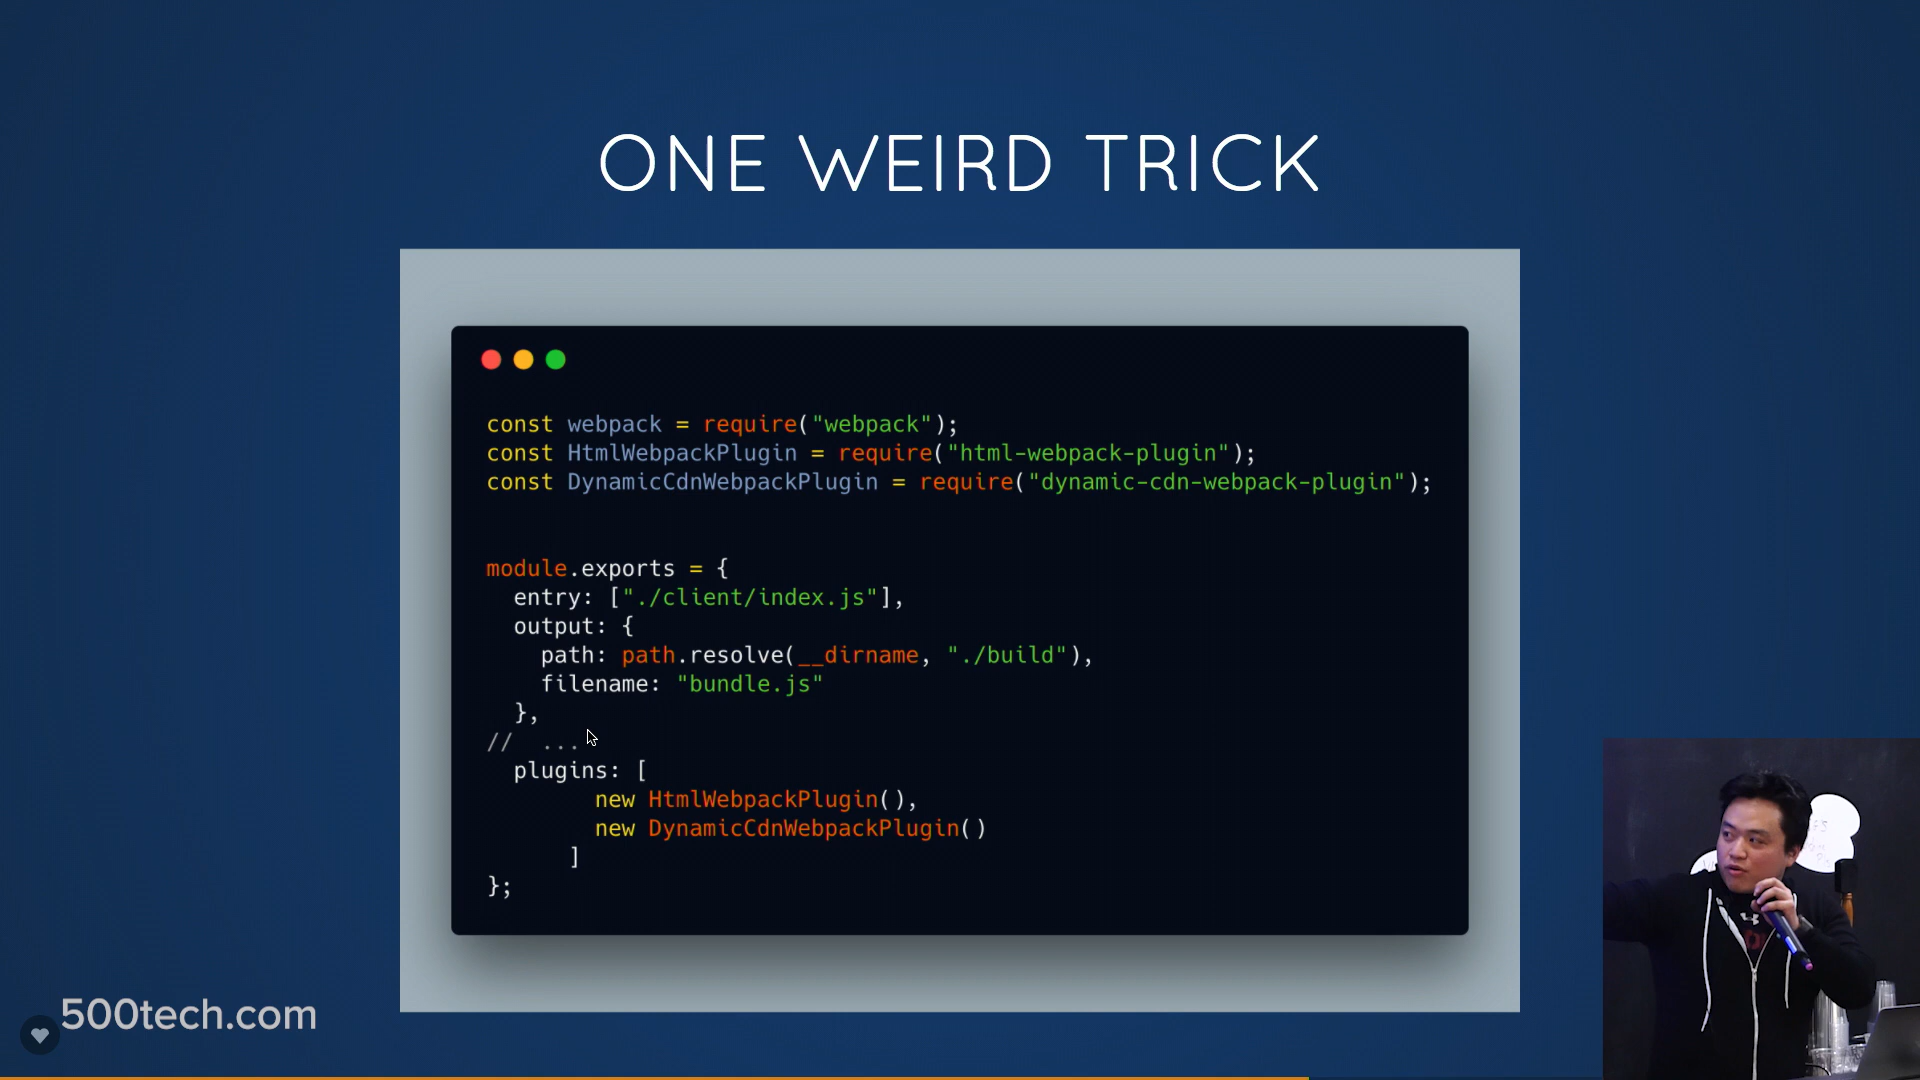 ONE WEIRD TRICK
const webpack = require("webpack");
const HtmlWebpackPlugin = require("html-webpack-plugin");
const DynamicCdnWebpackPlugin = require("dynamic-cdn-webpack-plugin");
module.exports = {
  entry: ["./client/index.js"],
  output: {
    path: path.resolve(__dirname, "./build"),
    filename: "bundle.js"
  },
//  ...
  plugins: [
        new HtmlWebpackPlugin(),
        new DynamicCdnWebpackPlugin()
      ]
};
500tech.com